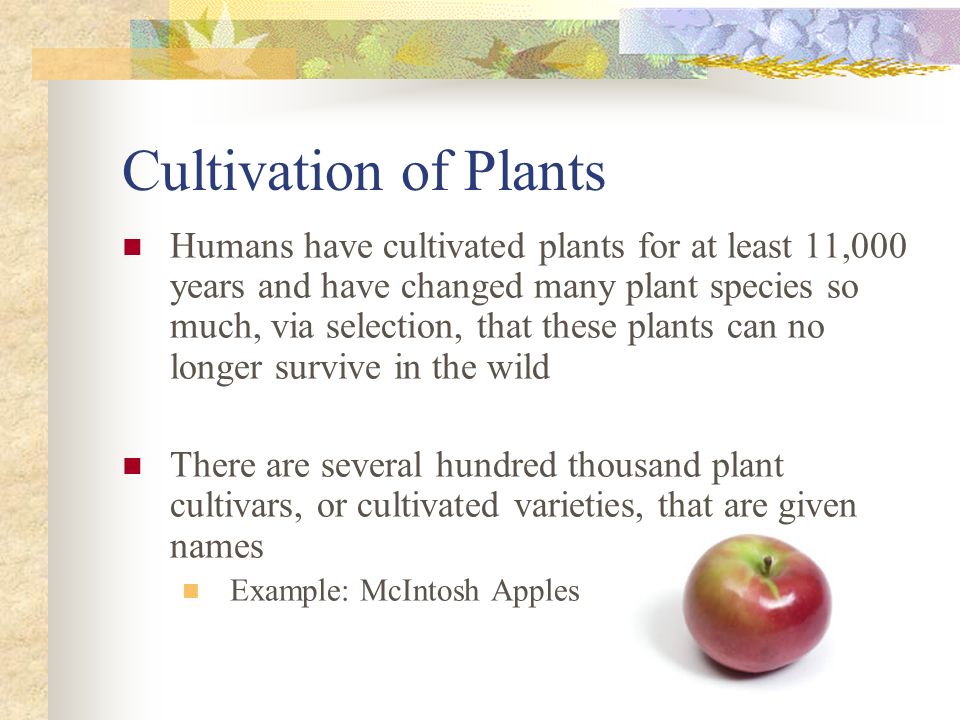 Cultivation of Plants
Humans have cultivated plants for at least 11,000
years and have changed many plant species so
much, via selection, that these plants can no
longer survive in the wild
There are several hundred thousand plant
cultivars, or cultivated varieties, that are given
names
Example: McIntosh Apples